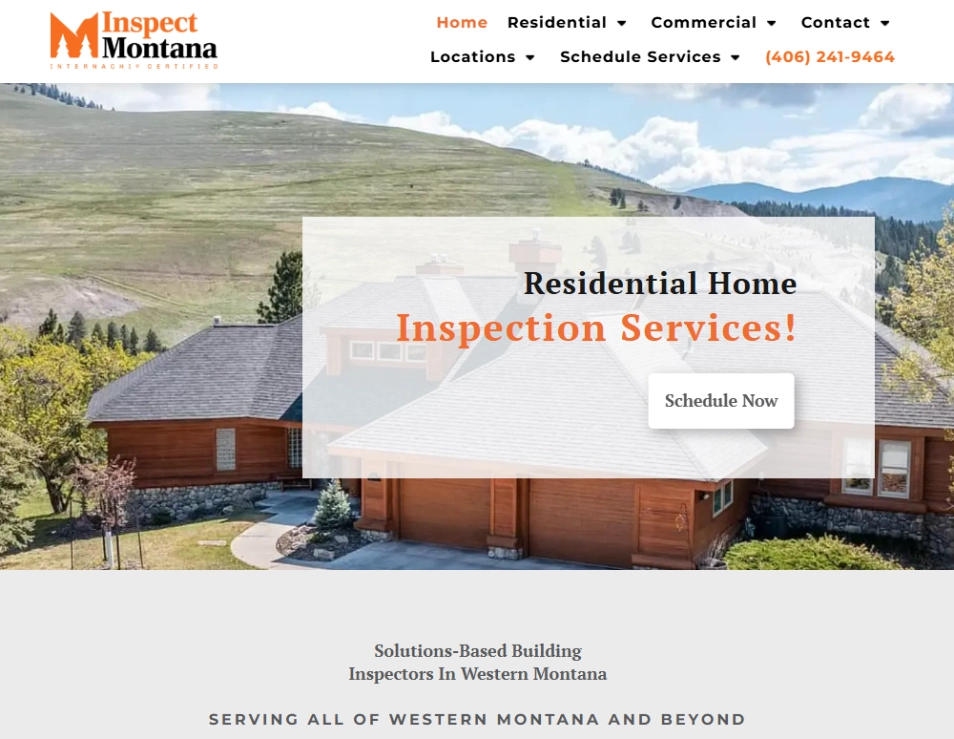 Inspect
Montana
INTERNACHI® CERTIFIED
Home Residential Commercial Contact
Locations Schedule Services (406) 241-9464
Residential Home
Inspection Services!
Schedule Now
Solutions-Based Building
Inspectors In Western Montana
SERVING ALL OF WESTERN MONTANA AND BEYOND